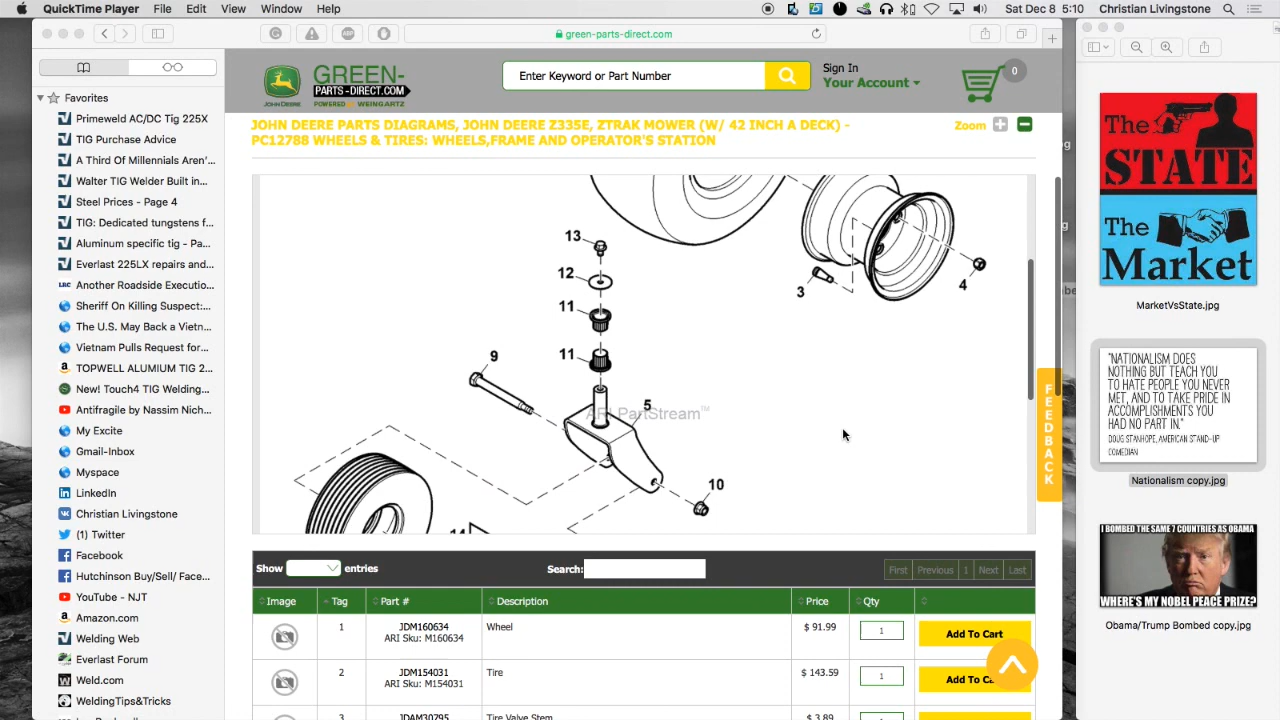 QuickTime Player File Edit View Window Help
Sat Dec 8 5:10 Christian Livingstone
green-parts-direct.com
Favorites
Primeweld AC/DC Tig 225X
TIG Purchase Advice
A Third Of Millennials Aren'...
Walter TIG Welder Built in...
Steel Prices - Page 4
TIG: Dedicated tungstens f...
Aluminum specific tig - Pa...
Everlast 225LX repairs and...
LRC Another Roadside Executio...
Sheriff On Killing Suspect:...
The U.S. May Back a Vietn...
Vietnam Pulls Request for...
TOPWELL ALUMIUM TIG 2...
New! Touch4 TIG Welding...
Antifragile by Nassim Nich...
My Excite
Gmail-Inbox
Myspace
LinkedIn
Christian Livingstone
(1) Twitter
Facebook
Hutchinson Buy/Sell/ Face...
YouTube - NJT
Amazon.com
Welding Web
Everlast Forum
Weld.com
WeldingTips&Tricks
JOHN DEERE
GREEN-
PARTS-DIRECT.COM
POWERED BY WEINGARTZ
Enter Keyword or Part Number
Sign In
Your Account
0
JOHN DEERE PARTS DIAGRAMS, JOHN DEERE Z335E, ZTRAK MOWER (W/ 42 INCH A DECK) -
PC12788 WHEELS & TIRES: WHEELS,FRAME AND OPERATOR'S STATION
Zoom
13
12
11
11
9
5
10
3
4
14
ARI PartStream™
FEEDBACK
Show entries
Search:
First Previous 1 Next Last
Image Tag Part # Description Price Qty
1 JDM160634 Wheel $ 91.99 1 Add To Cart
ARI Sku: M160634
2 JDM154031 Tire $ 143.59 1 Add To Ca
ARI Sku: M154031
3 JDAM30795 Tire Valve Stem $ 3.89
The
STATE
The
Market
MarketVsState.jpg
"NATIONALISM DOES
NOTHING BUT TEACH YOU
TO HATE PEOPLE YOU NEVER
MET, AND TO TAKE PRIDE IN
ACCOMPLISHMENTS YOU
HAD NO PART IN."
DOUG STANHOPE, AMERICAN STAND-UP
COMEDIAN
Nationalism copy.jpg
I BOMBED THE SAME 7 COUNTRIES AS OBAMA
WHERE'S MY NOBEL PEACE PRIZE?
Obama/Trump Bombed copy.jpg